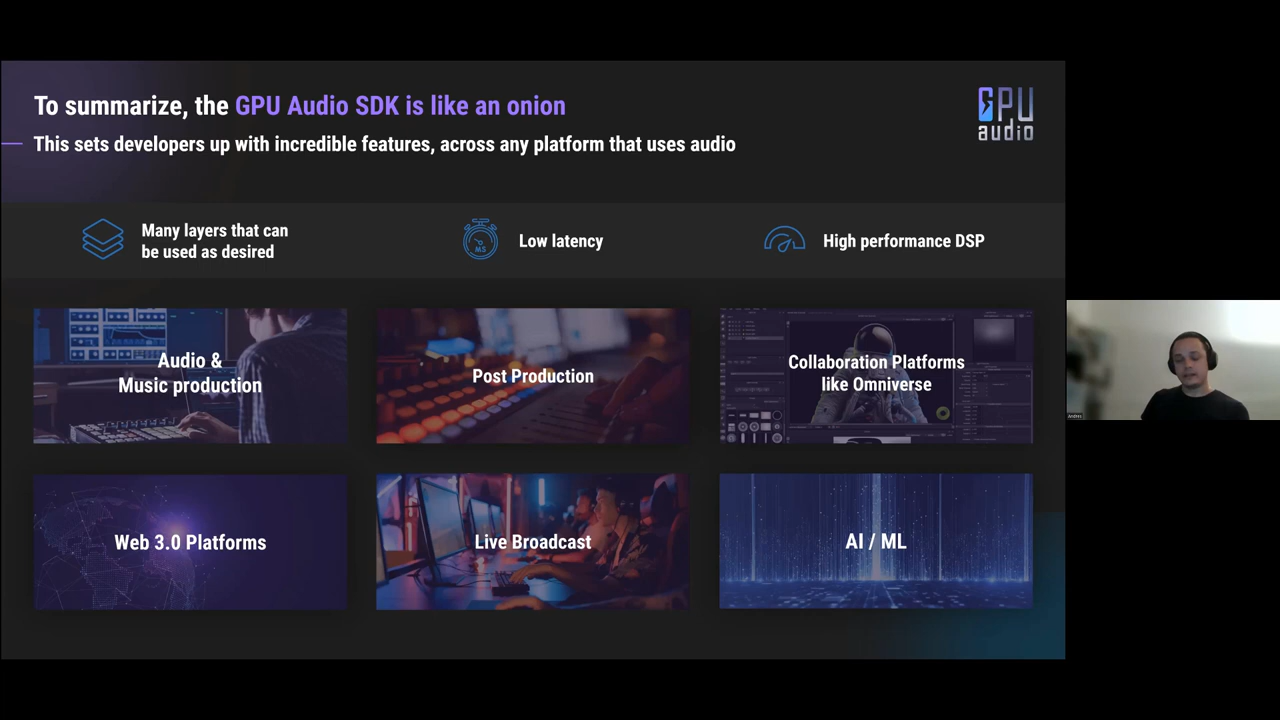 To summarize, the GPU Audio SDK is like an onion
This sets developers up with incredible features, across any platform that uses audio
GPU
audio
Many layers that can
be used as desired
MS
Low latency
High performance DSP
Audio &
Music production
Post Production
Collaboration Platforms
like Omniverse
Web 3.0 Platforms
Live Broadcast
AI / ML
Andres